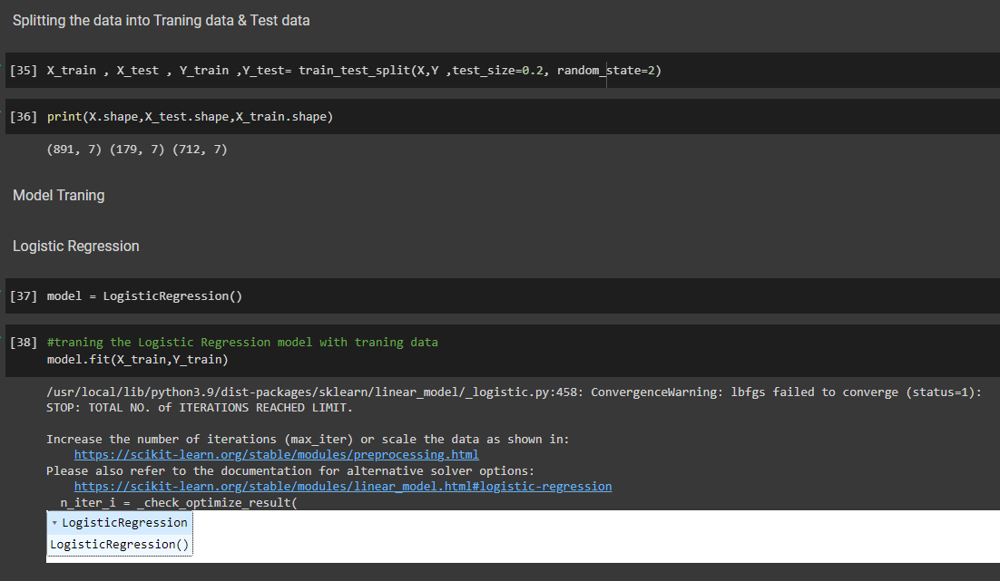 Splitting the data into Traning data & Test data
[35] X_train , X_test , Y_train ,Y_test= train_test_split(X,Y ,test_size=0.2, random_state=2)
[36] print(X.shape,X_test.shape,X_train.shape)
(891, 7) (179, 7) (712, 7)
Model Traning
Logistic Regression
[37] model = LogisticRegression()
[38] #traning the Logistic Regression model with traning data
model.fit(X_train,Y_train)
/usr/local/lib/python3.9/dist-packages/sklearn/linear_model/_logistic.py:458: ConvergenceWarning: lbfgs failed to converge (status=1):
STOP: TOTAL NO. of ITERATIONS REACHED LIMIT.
Increase the number of iterations (max_iter) or scale the data as shown in:
https://scikit-learn.org/stable/modules/preprocessing.html
Please also refer to the documentation for alternative solver options:
https://scikit-learn.org/stable/modules/linear_model.html#logistic-regression
n_iter_i = _check_optimize_result(
LogisticRegression
LogisticRegression()